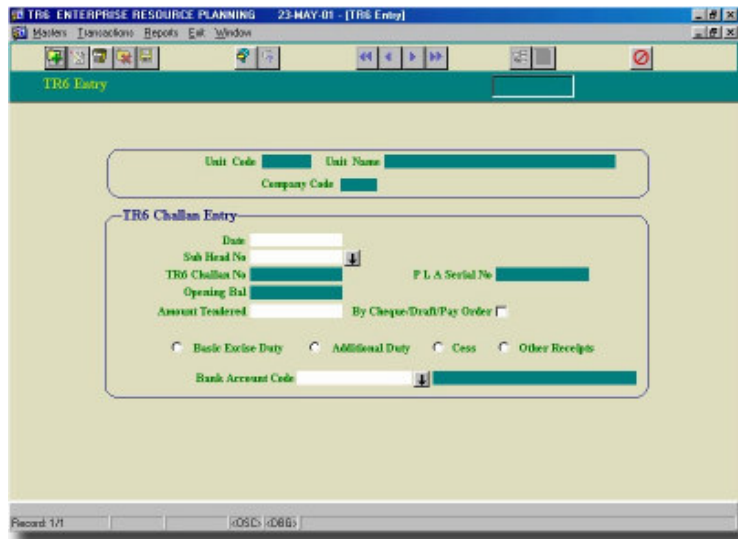 TR6 ENTERPRISE RESOURCE PLANNING 23-MAY-01 - [TR6 Entry]
Masters Transactions Reports Exit Window
TR6 Entry
Unit Code Unit Name
Company Code
TR6 Challan Entry
Date
Sub Head No
TR6 Challan No P L A Serial No
Opening Bal
Amount Tendered By Cheque/Draft/Pay Order
Basic Excise Duty Additional Duty Cess Other Receipts
Bank Account Code
Record: 1/1 <OSC> <DBG>